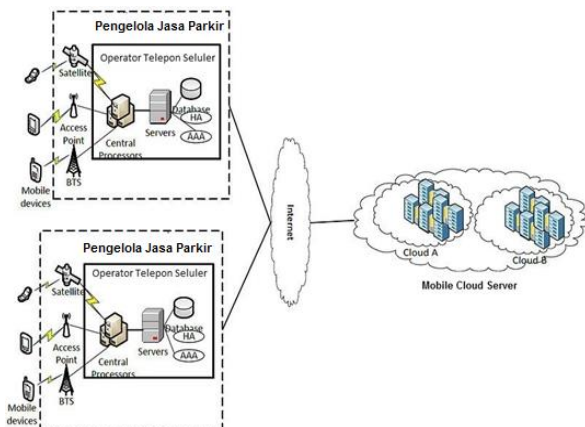 Pengelola Jasa Parkir
Operator Telepon Seluler
Satellite
Database
HA
AAA
Access
Point
Servers
Central
Processors
Mobile
devices
BTS
Pengelola Jasa Parkir
Operator Telepon Seluler
Satellite
Database
HA
AAA
Access
Point
Servers
Central
Processors
Mobile
devices
BTS
Internet
Cloud A
Cloud B
Mobile Cloud Server